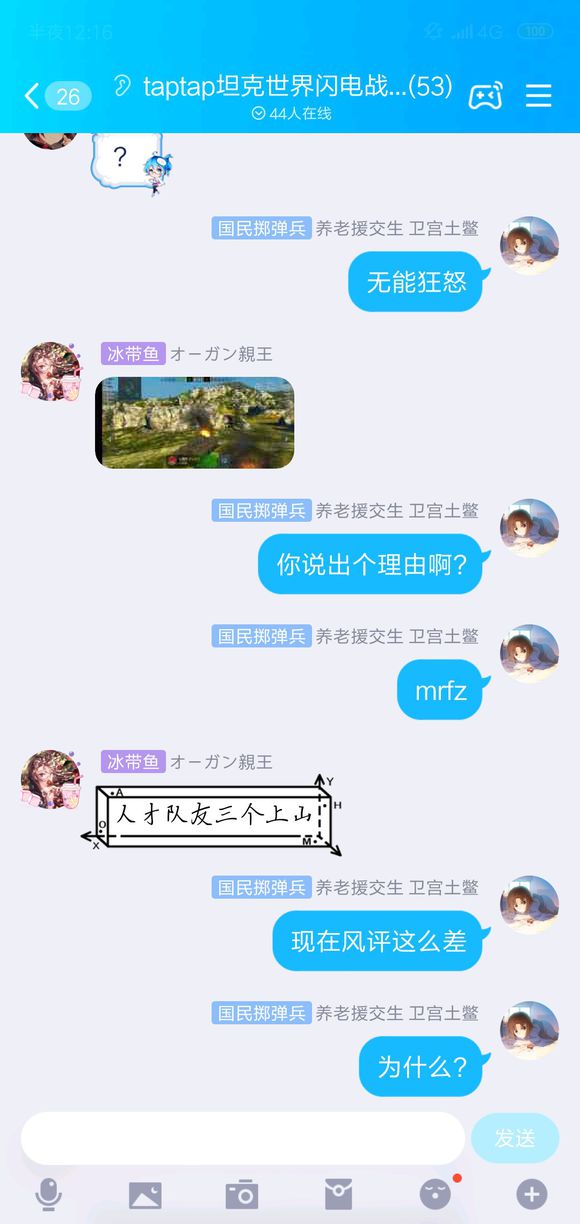 半夜12:16
4G
100
26
taptap坦克世界闪电战...(53)
44人在线
？
国民掷弹兵 养老援交生 卫宫土鳖
无能狂怒
冰带鱼 オーガン親王
国民掷弹兵 养老援交生 卫宫土鳖
你说出个理由啊?
国民掷弹兵 养老援交生 卫宫土鳖
mrfz
冰带鱼 オーガン親王
Y
A
H
人才队友三个上山
O
X
M
国民掷弹兵 养老援交生 卫宫土鳖
现在风评这么差
国民掷弹兵 养老援交生 卫宫土鳖
为什么?
发送